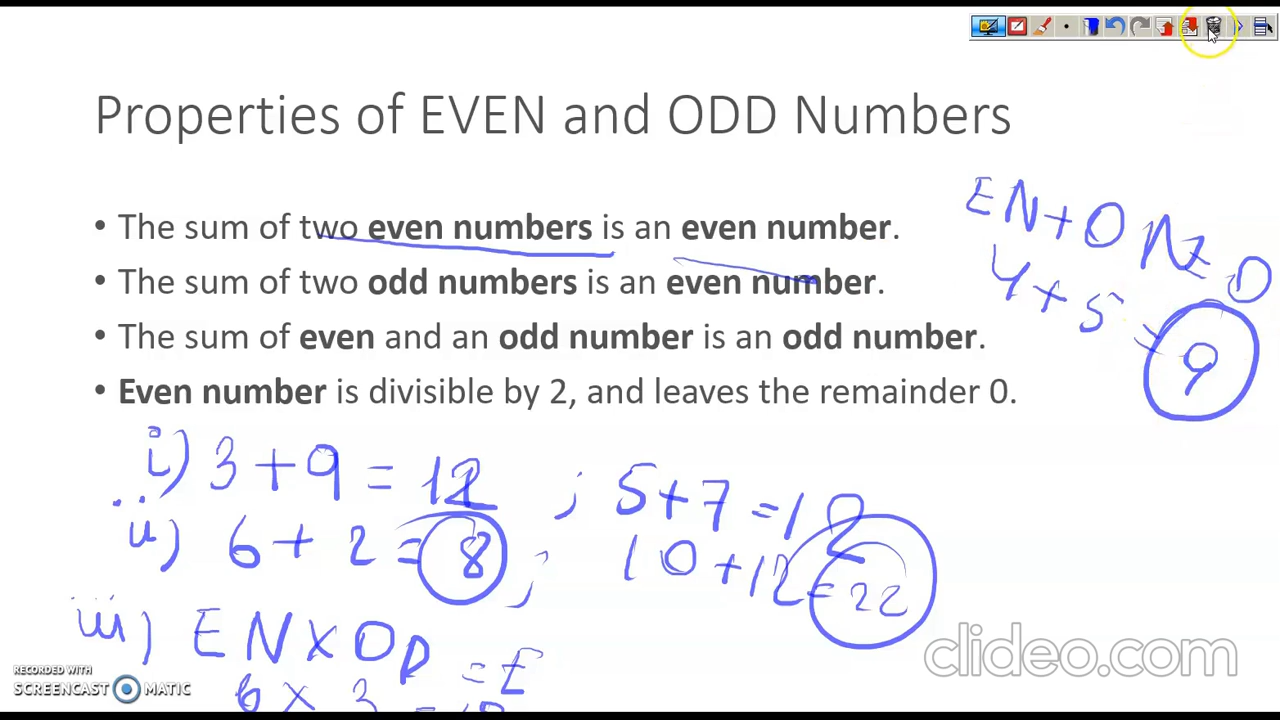 Properties of EVEN and ODD Numbers
• The sum of two even numbers is an even number.
• The sum of two odd numbers is an even number.
• The sum of even and an odd number is an odd number.
• Even number is divisible by 2, and leaves the remainder 0.
EN + ON = O
4 + 5 = 9
i) 3 + 9 = 12 ; 5 + 7 = 12
ii) 6 + 2 = 8 ; 10 + 12 = 22
iii) EN X OD = E
6 x 3 = 18
RECORDED WITH
SCREENCAST MATIC
clideo.com